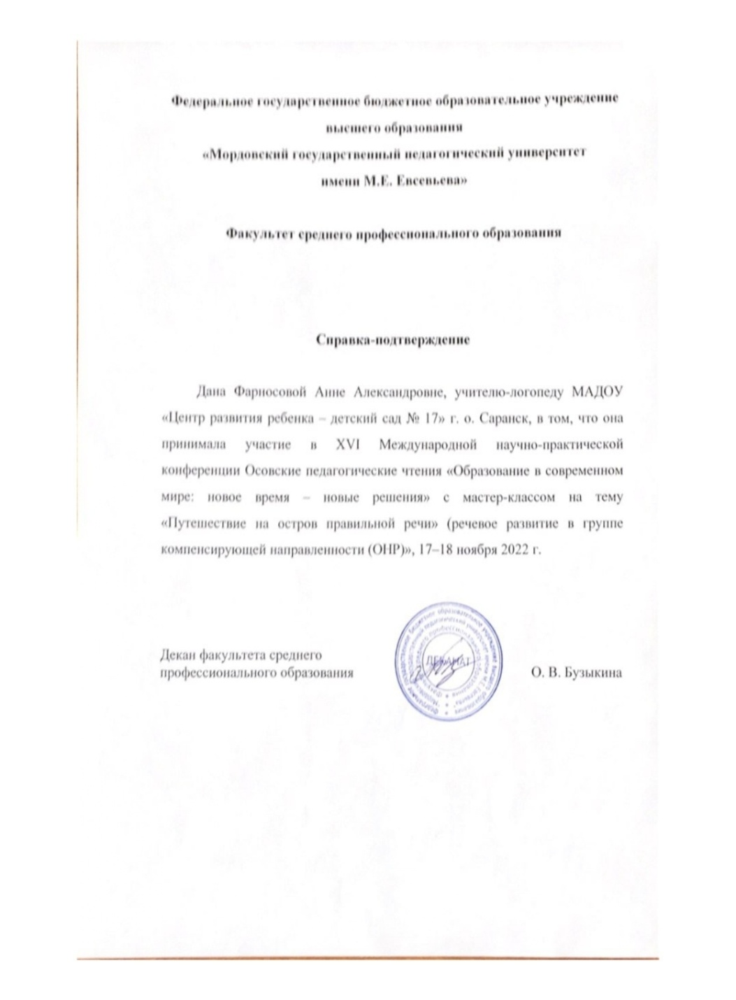 Федеральное государственное бюджетное образовательное учреждение
высшего образования
«Мордовский государственный педагогический университет
имени М.Е. Евсевьева»
Факультет среднего профессионального образования
Справка-подтверждение
Дана Фарносовой Анне Александровне, учителю-логопеду МАДОУ
«Центр развития ребенка – детский сад № 17» г. о. Саранск, в том, что она
принимала участие в XVI Международной научно-практической
конференции Осовские педагогические чтения «Образование в современном
мире: новое время – новые решения» с мастер-классом на тему
«Путешествие на остров правильной речи» (речевое развитие в группе
компенсирующей направленности (ОНР)», 17–18 ноября 2022 г.
Декан факультета среднего
профессионального образования
ДЕКАНАТ
О. В. Бузыкина